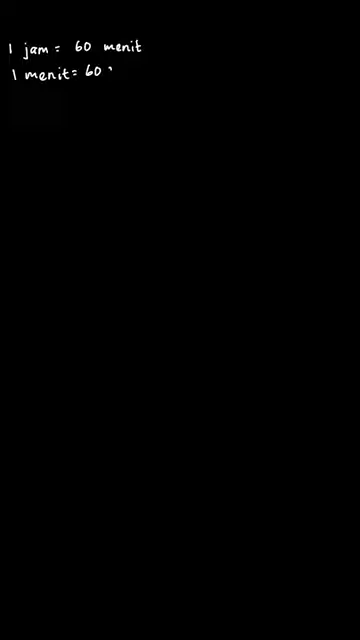 1 jam = 60 menit
1 menit = 60